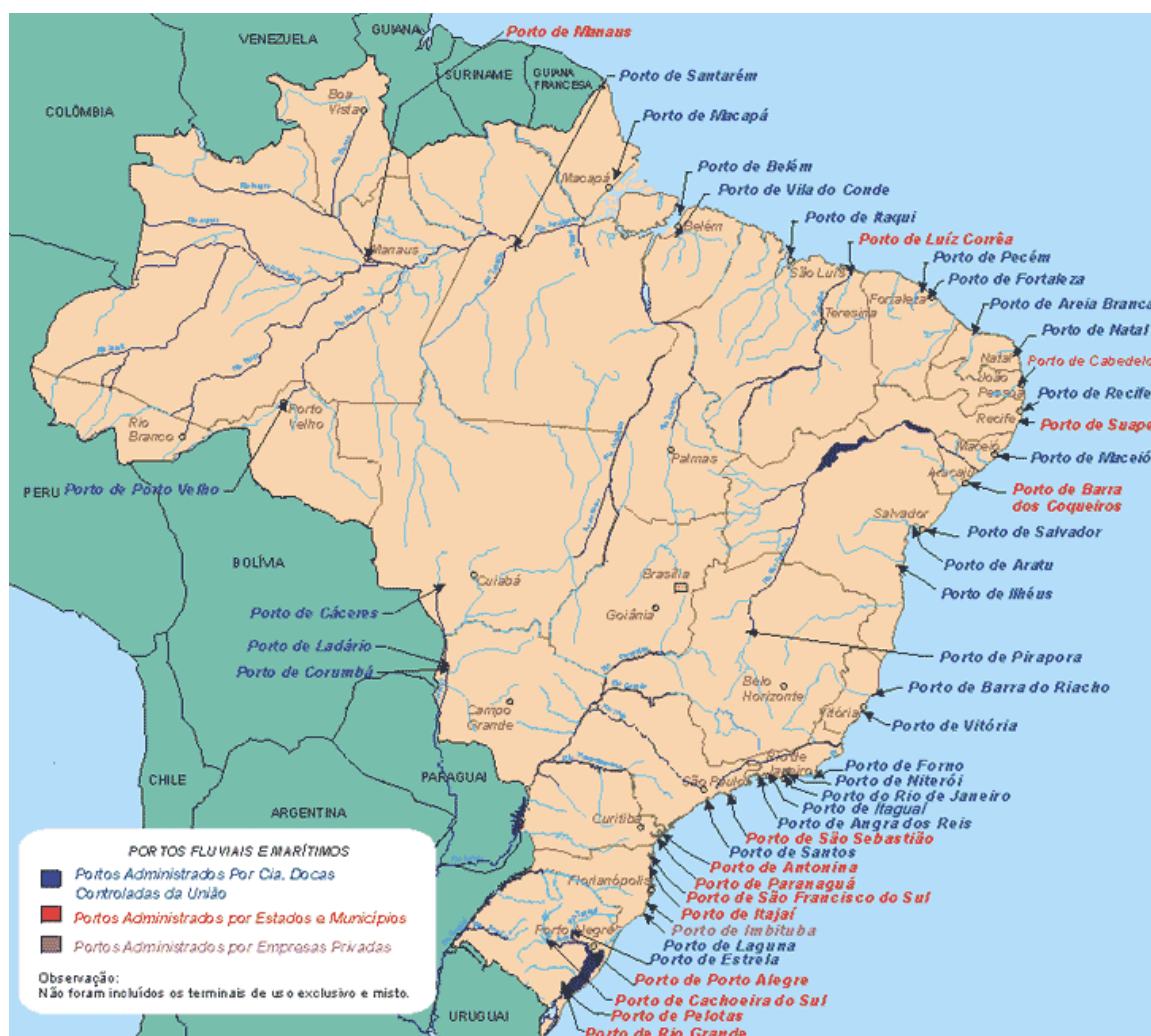 VENEZUELA
GUIANA
Porto de Manaus
SURINAME
GUIANA
FRANCESA
Porto de Santarém
COLÔMBIA
Boa
Vista
Porto de Macapá
Macapá
Porto de Belém
Porto de Vila do Conde
Belém
Porto de Itaqui
Porto de Luíz Corrêa
Manaus
São Luís
Porto de Pecém
Fortaleza
Porto de Fortaleza
Teresina
Porto de Areia Branca
Porto de Natal
Natal
Porto de Cabedelo
João
Pessoa
Porto de Recife
Recife
Porto de Suape
Porto
Velho
Rio
Branco
Palmas
Maceió
Porto de Maceió
Aracaju
PERU
Porto de Porto Velho
Porto de Barra
dos Coqueiros
Salvador
Porto de Salvador
Porto de Aratu
BOLÍVIA
Cuiabá
Brasília
Porto de Ilhéus
Porto de Cáceres
Goiânia
Porto de Ladário
Porto de Corumbá
Porto de Pirapora
Belo
Horizonte
Porto de Barra do Riacho
Campo
Grande
Vitória
Porto de Vitória
CHILE
PARAGUAI
Rio de
Janeiro
Porto de Forno
São Paulo
Porto de Niterói
Porto do Rio de Janeiro
Porto de Itaguaí
ARGENTINA
Curitiba
Porto de Angra dos Reis
Porto de São Sebastião
Porto de Santos
Porto de Antonina
Porto de Paranaguá
Florianópolis
Porto de São Francisco do Sul
Porto de Itajaí
Porto de Imbituba
Porto Alegre
Porto de Laguna
Porto de Estrela
Porto de Porto Alegre
Porto de Cachoeira do Sul
Porto de Pelotas
URUGUAI
Porto de Rio Grande
PORTOS FLUVIAIS E MARÍTIMOS
Portos Administrados Por Cia. Docas
Controladas da União
Portos Administrados por Estados e Municípios
Portos Administrados por Empresas Privadas
Observação:
Não foram incluídos os terminais de uso exclusivo e misto.